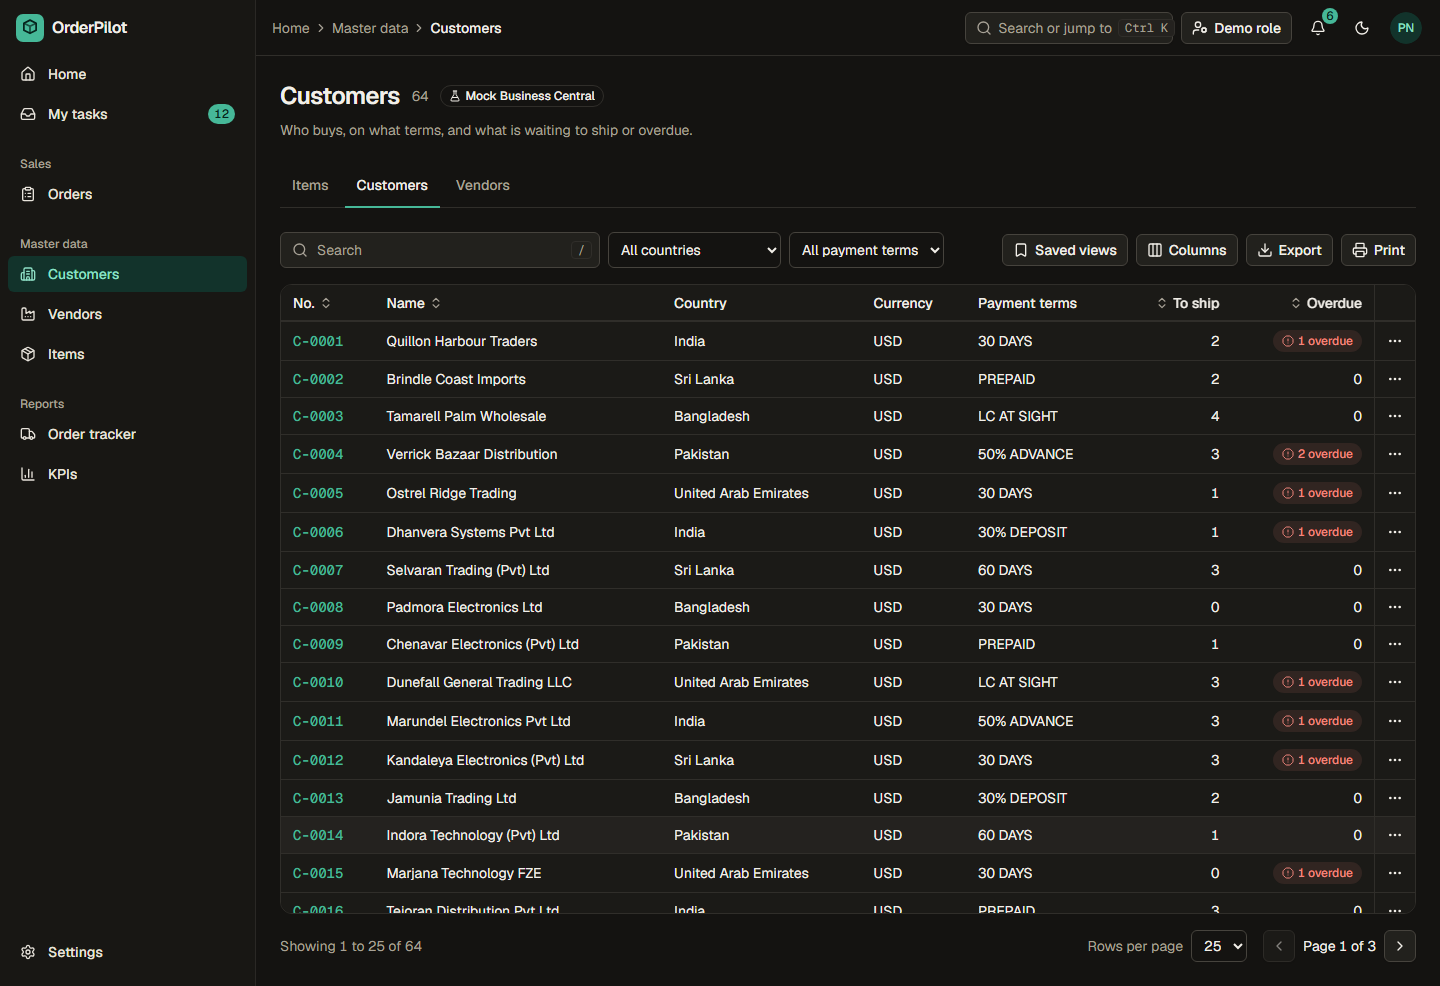 OrderPilot
Home
My tasks 12
Sales
Orders
Master data
Customers
Vendors
Items
Reports
Order tracker
KPIs
Settings
Home > Master data > Customers
Search or jump to Ctrl K
Demo role
6
PN
Customers 64 Mock Business Central
Who buys, on what terms, and what is waiting to ship or overdue.
Items Customers Vendors
Search / All countries All payment terms Saved views Columns Export Print
No. Name Country Currency Payment terms To ship Overdue
C-0001 Quillon Harbour Traders India USD 30 DAYS 2 1 overdue
C-0002 Brindle Coast Imports Sri Lanka USD PREPAID 2 0
C-0003 Tamarell Palm Wholesale Bangladesh USD LC AT SIGHT 4 0
C-0004 Verrick Bazaar Distribution Pakistan USD 50% ADVANCE 3 2 overdue
C-0005 Ostrel Ridge Trading United Arab Emirates USD 30 DAYS 1 1 overdue
C-0006 Dhanvera Systems Pvt Ltd India USD 30% DEPOSIT 1 1 overdue
C-0007 Selvaran Trading (Pvt) Ltd Sri Lanka USD 60 DAYS 3 0
C-0008 Padmora Electronics Ltd Bangladesh USD 30 DAYS 0 0
C-0009 Chenavar Electronics (Pvt) Ltd Pakistan USD PREPAID 1 0
C-0010 Dunefall General Trading LLC United Arab Emirates USD LC AT SIGHT 3 1 overdue
C-0011 Marundel Electronics Pvt Ltd India USD 50% ADVANCE 3 1 overdue
C-0012 Kandaleya Electronics (Pvt) Ltd Sri Lanka USD 30 DAYS 3 1 overdue
C-0013 Jamunia Trading Ltd Bangladesh USD 30% DEPOSIT 2 0
C-0014 Indora Technology (Pvt) Ltd Pakistan USD 60 DAYS 1 0
C-0015 Marjana Technology FZE United Arab Emirates USD 30 DAYS 0 1 overdue
C-0016 Distribution Pvt Ltd India USD PREPAID 3 0
Showing 1 to 25 of 64
Rows per page 25 Page 1 of 3